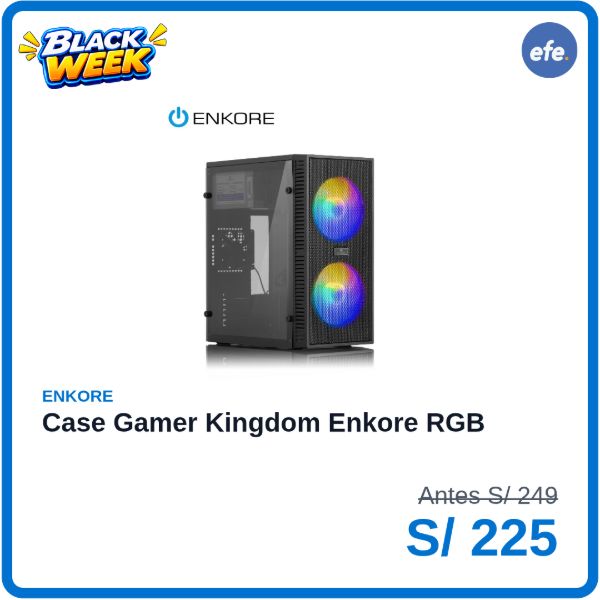 BLACK
WEEK
efe.
ENKORE
ENKORE
Case Gamer Kingdom Enkore RGB
Antes S/ 249
S/ 225